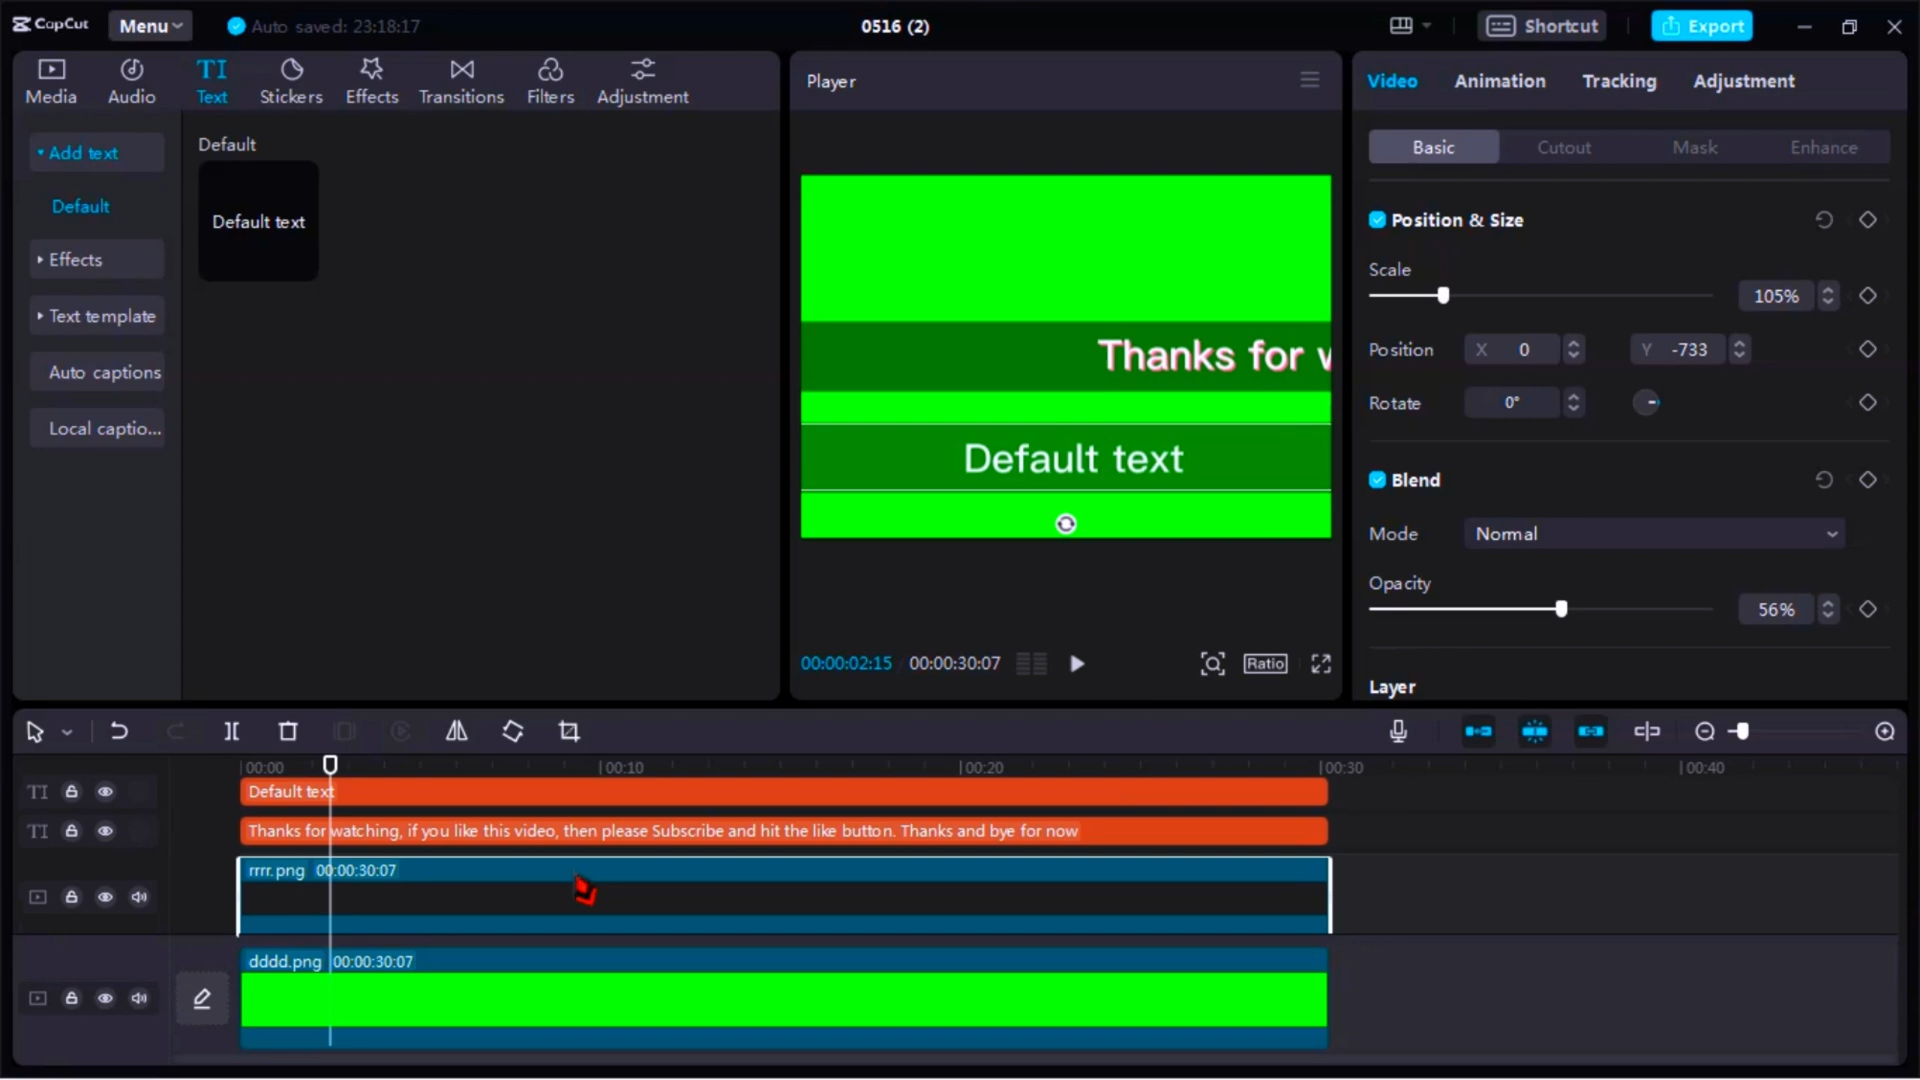 CapCut
Menu
Auto saved: 23:18:17
0516 (2)
Shortcut
Export
Media
Audio
TI
Text
Stickers
Effects
Transitions
Filters
Adjustment
Add text
Default
Effects
Text template
Auto captions
Local captio...
Default
Default text
Player
Thanks for w
Default text
00:00:02:15
00:00:30:07
Ratio
Video
Animation
Tracking
Adjustment
Basic
Cutout
Mask
Enhance
Position & Size
Scale
105%
Position
X 0
Y -733
Rotate
0°
Blend
Mode
Normal
Opacity
56%
Layer
00:00
00:10
00:20
00:30
00:40
TI
Default text
TI
Thanks for watching, if you like this video, then please Subscribe and hit the like button. Thanks and bye for now
rrrr.png 00:00:30:07
dddd.png 00:00:30:07